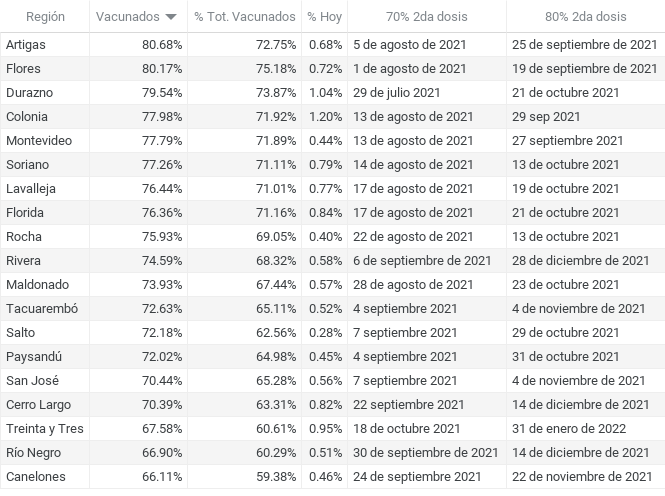 Región Vacunados % Tot. Vacunados % Hoy 70% 2da dosis 80% 2da dosis
Artigas 80.68% 72.75% 0.68% 5 de agosto de 2021 25 de septiembre de 2021
Flores 80.17% 75.18% 0.72% 1 de agosto de 2021 19 de septiembre de 2021
Durazno 79.54% 73.87% 1.04% 29 de julio 2021 21 de octubre 2021
Colonia 77.98% 71.92% 1.20% 13 de agosto de 2021 29 sep 2021
Montevideo 77.79% 71.89% 0.44% 13 de agosto de 2021 27 septiembre 2021
Soriano 77.26% 71.11% 0.79% 14 de agosto de 2021 13 de octubre 2021
Lavalleja 76.44% 71.01% 0.77% 17 de agosto de 2021 19 de octubre 2021
Florida 76.36% 71.16% 0.84% 17 de agosto de 2021 21 de octubre 2021
Rocha 75.93% 69.05% 0.40% 22 de agosto de 2021 13 de octubre 2021
Rivera 74.59% 68.32% 0.58% 6 de septiembre de 2021 28 de diciembre de 2021
Maldonado 73.93% 67.44% 0.57% 28 de agosto de 2021 23 de octubre 2021
Tacuarembó 72.63% 65.11% 0.52% 4 septiembre 2021 4 de noviembre de 2021
Salto 72.18% 62.56% 0.28% 7 septiembre 2021 29 de octubre 2021
Paysandú 72.02% 64.98% 0.45% 4 septiembre 2021 31 de octubre 2021
San José 70.44% 65.28% 0.56% 7 septiembre 2021 4 de noviembre de 2021
Cerro Largo 70.39% 63.31% 0.82% 22 septiembre 2021 14 de diciembre de 2021
Treinta y Tres 67.58% 60.61% 0.95% 18 de octubre 2021 31 de enero de 2022
Río Negro 66.90% 60.29% 0.51% 30 de septiembre de 2021 14 de diciembre de 2021
Canelones 66.11% 59.38% 0.46% 24 de septiembre 2021 22 de noviembre de 2021